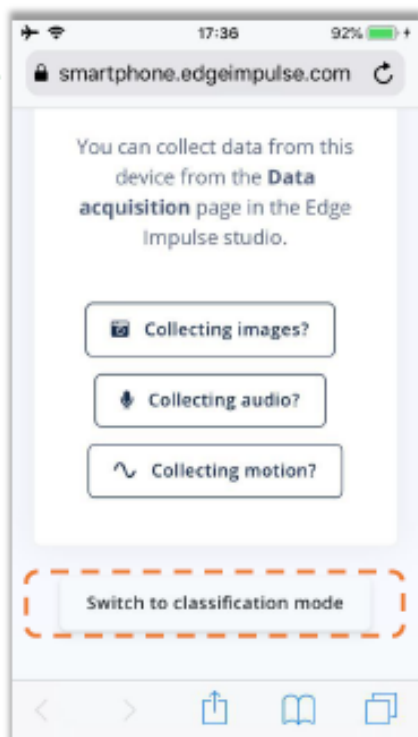 17:36 92%
smartphone.edgeimpulse.com
You can collect data from this
device from the Data
acquisition page in the Edge
Impulse studio.
Collecting images?
Collecting audio?
Collecting motion?
Switch to classification mode